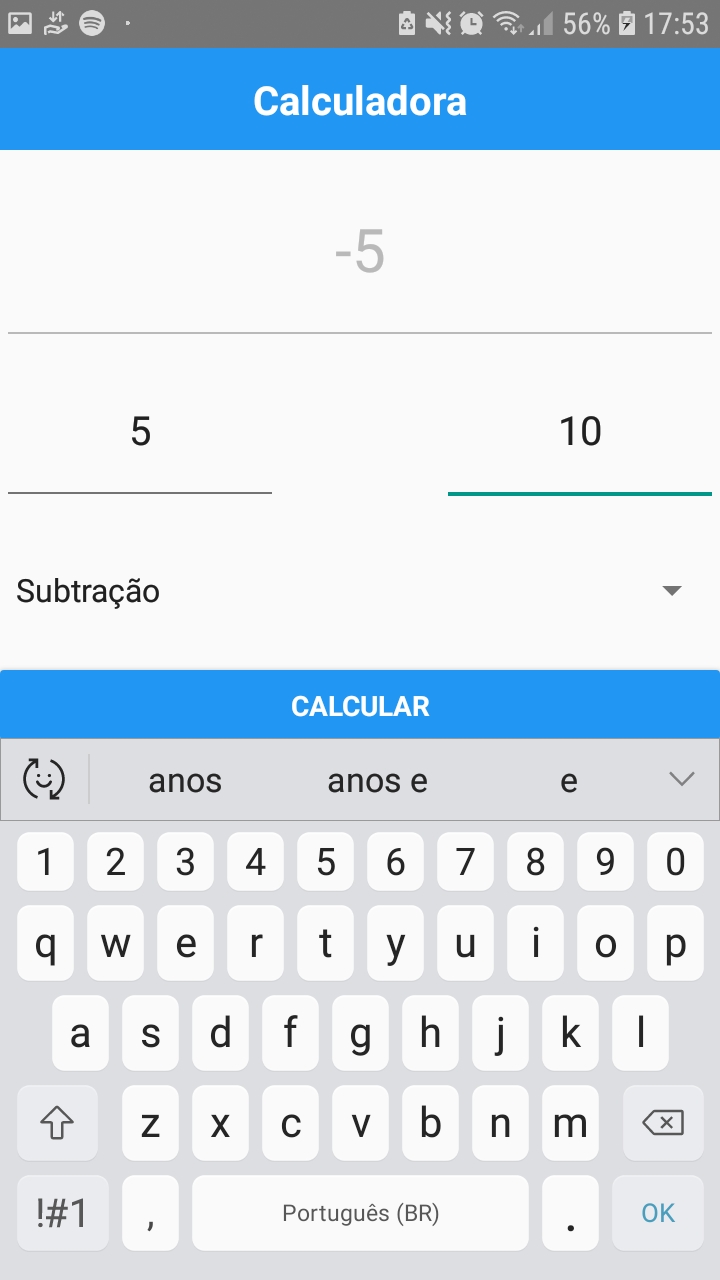 56% 17:53
Calculadora
-5
5 10
Subtração
CALCULAR
anos anos e e
1 2 3 4 5 6 7 8 9 0
q w e r t y u i o p
a s d f g h j k l
z x c v b n m
!#1 , Português (BR) . OK